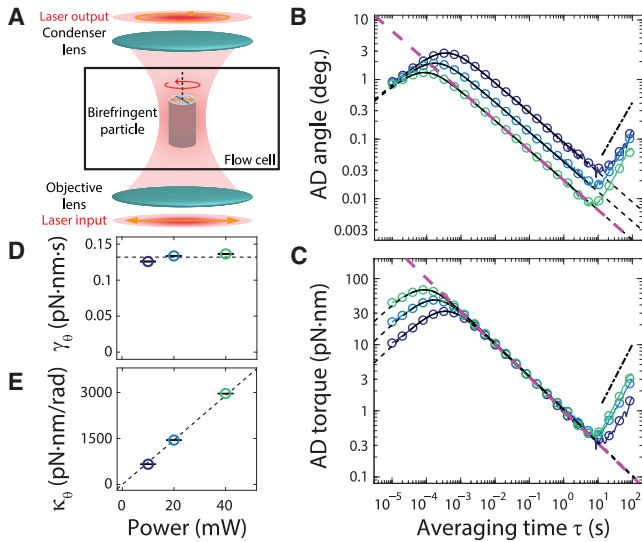 A
Laser output
Condenser
lens
Birefringent
particle
Flow cell
Objective
lens
Laser input
B
AD angle (deg.)
10
3
1
0.3
0.1
0.03
0.01
0.003
C
AD torque (pN·nm)
100
30
10
3
1
0.3
0.1
10⁻⁵ 10⁻⁴ 10⁻³ 10⁻² 10⁻¹ 10⁰ 10¹ 10²
Averaging time τ (s)
D
γθ (pN·nm·s)
0.15
0.1
0.05
0
E
κθ (pN·nm/rad)
3000
1500
0
0 20 40
Power (mW)